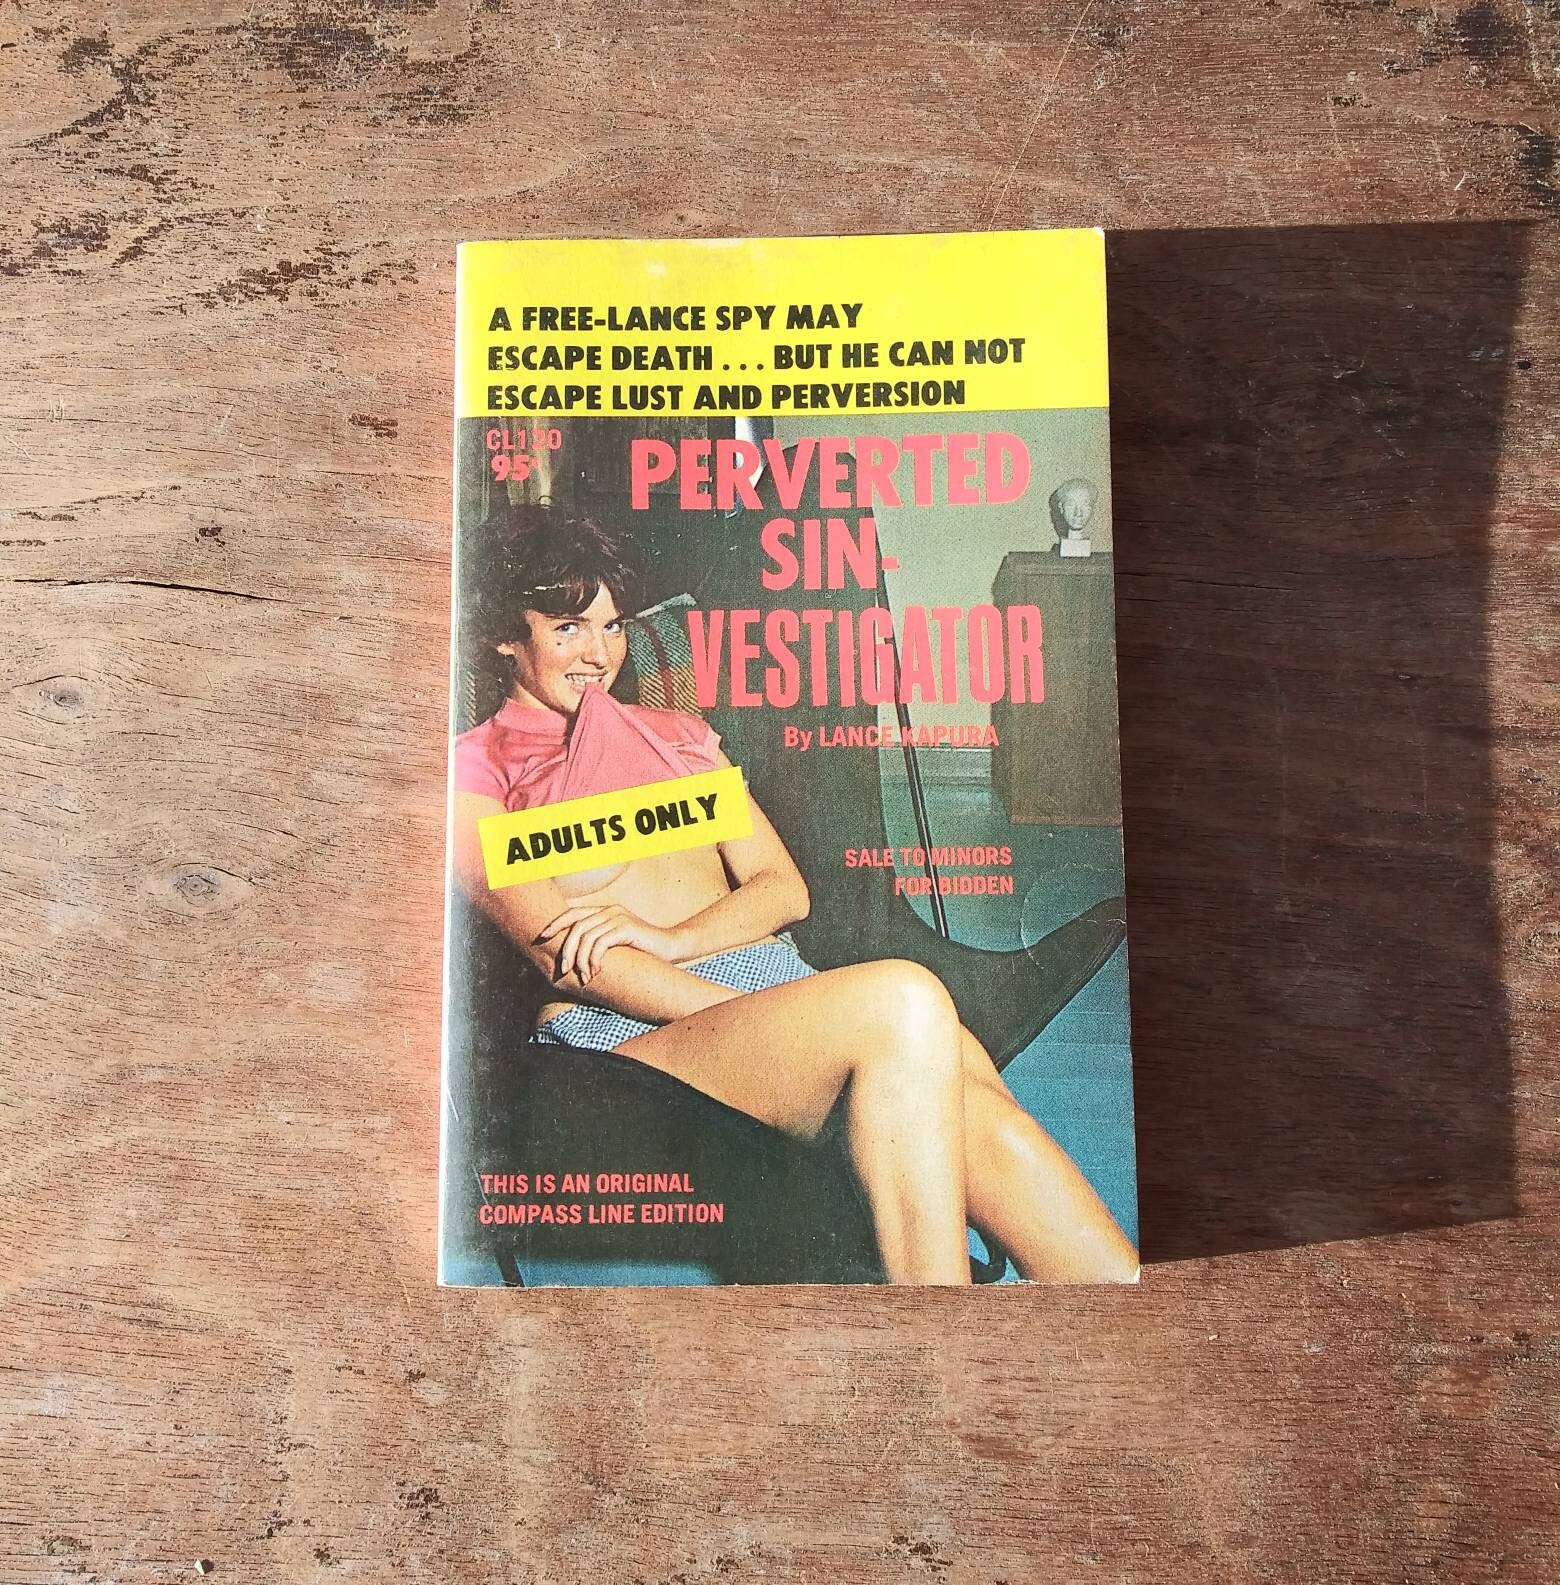 A FREE-LANCE SPY MAY
ESCAPE DEATH... BUT HE CAN NOT
ESCAPE LUST AND PERVERSION
CL120
95¢
PERVERTED
SIN-
VESTIGATOR
By LANCE KAPURA
ADULTS ONLY
SALE TO MINORS
FOR BIDDEN
THIS IS AN ORIGINAL
COMPASS LINE EDITION